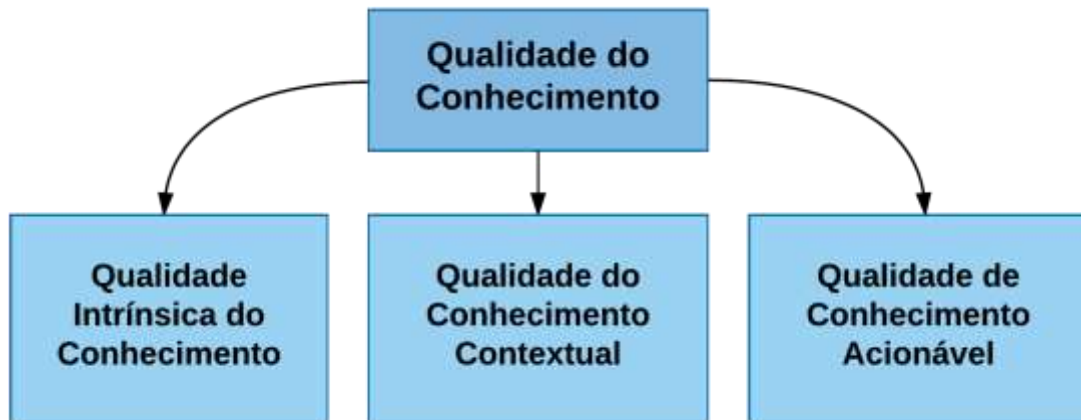 Qualidade do
Conhecimento
Qualidade
Intrínsica do
Conhecimento
Qualidade do
Conhecimento
Contextual
Qualidade de
Conhecimento
Acionável